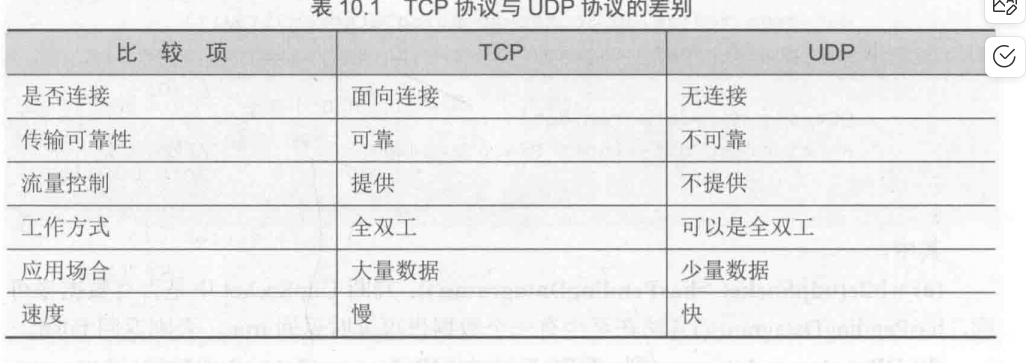 表 10.1 TCP 协议与 UDP 协议的差别
比 较 项 TCP UDP
是否连接 面向连接 无连接
传输可靠性 可靠 不可靠
流量控制 提供 不提供
工作方式 全双工 可以是全双工
应用场合 大量数据 少量数据
速度 慢 快